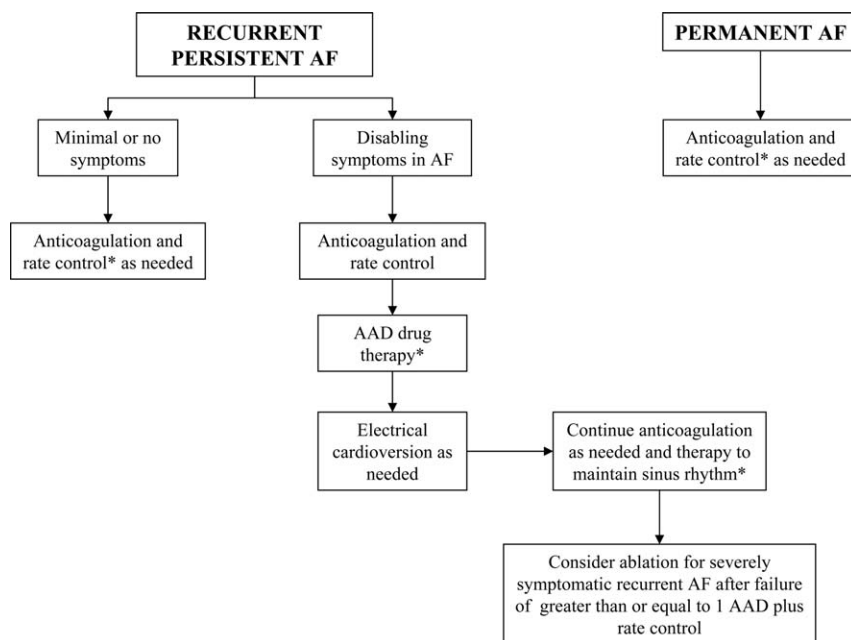 RECURRENT
PERSISTENT AF
PERMANENT AF
Minimal or no
symptoms
Disabling
symptoms in AF
Anticoagulation and
rate control* as needed
Anticoagulation and
rate control* as needed
Anticoagulation and
rate control
AAD drug
therapy*
Electrical
cardioversion as
needed
Continue anticoagulation
as needed and therapy to
maintain sinus rhythm*
Consider ablation for severely
symptomatic recurrent AF after failure
of greater than or equal to 1 AAD plus
rate control